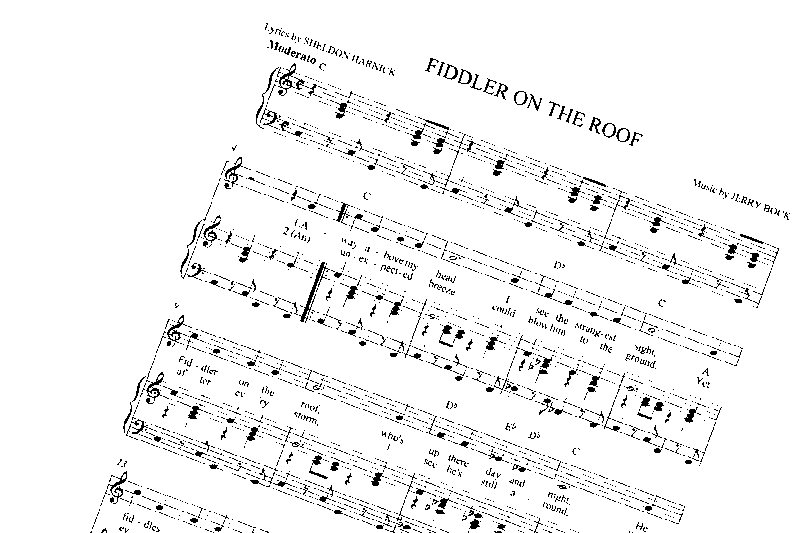 Lyrics by SHELDON HARNICK
Moderato C
FIDDLER ON THE ROOF
Music by JERRY BOCK
4
C
D♭
C
1.A - way a - bove my head I see the strang-est sight, A
2.(An) un - ex - pect-ed breeze could blow him to the ground. Yet
9
D♭ E♭ D♭ C
Fid - dler on the roof, who's up there day and night. He
af - ter ev - 'ry storm, I see he's still a - round.
13
fid - dles
ev